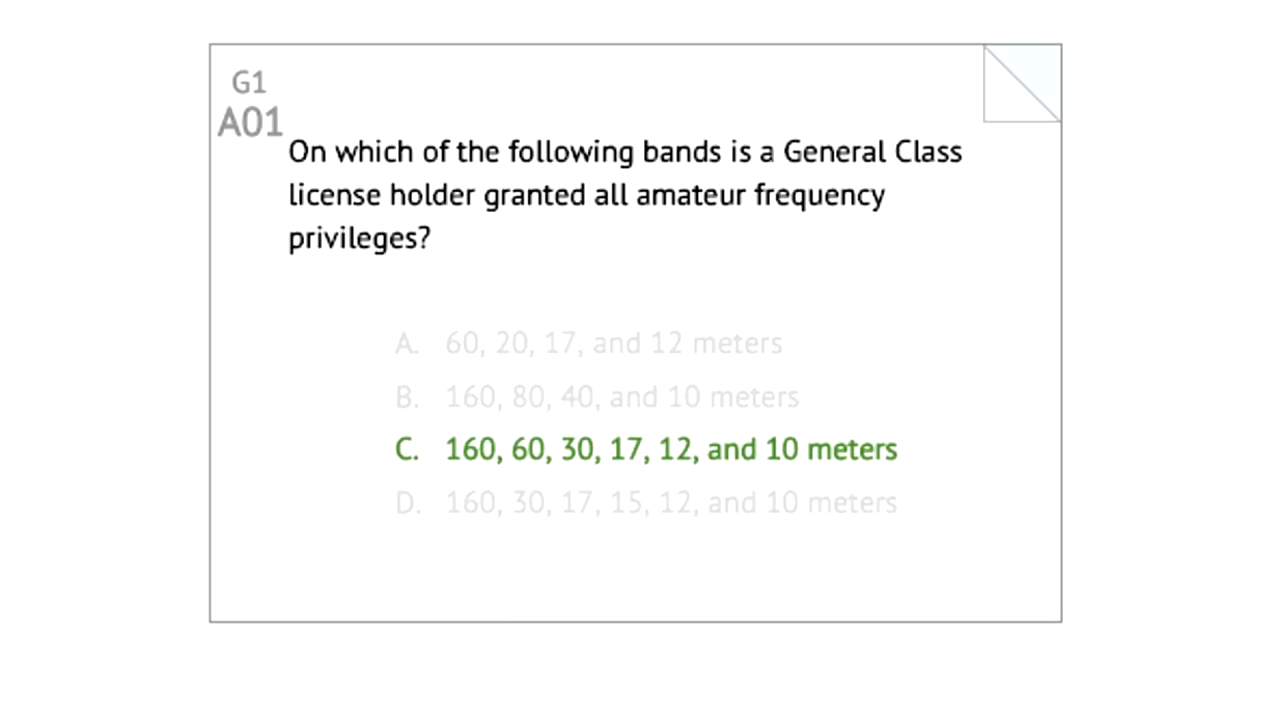 G1
A01
On which of the following bands is a General Class
license holder granted all amateur frequency
privileges?
A. 60, 20, 17, and 12 meters
B. 160, 80, 40, and 10 meters
C. 160, 60, 30, 17, 12, and 10 meters
D. 160, 30, 17, 15, 12, and 10 meters